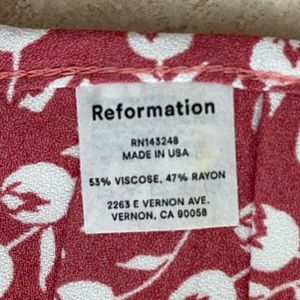 Reformation
RN143248
MADE IN USA
53% VISCOSE, 47% RAYON
2263 E VERNON AVE.
VERNON, CA 90058